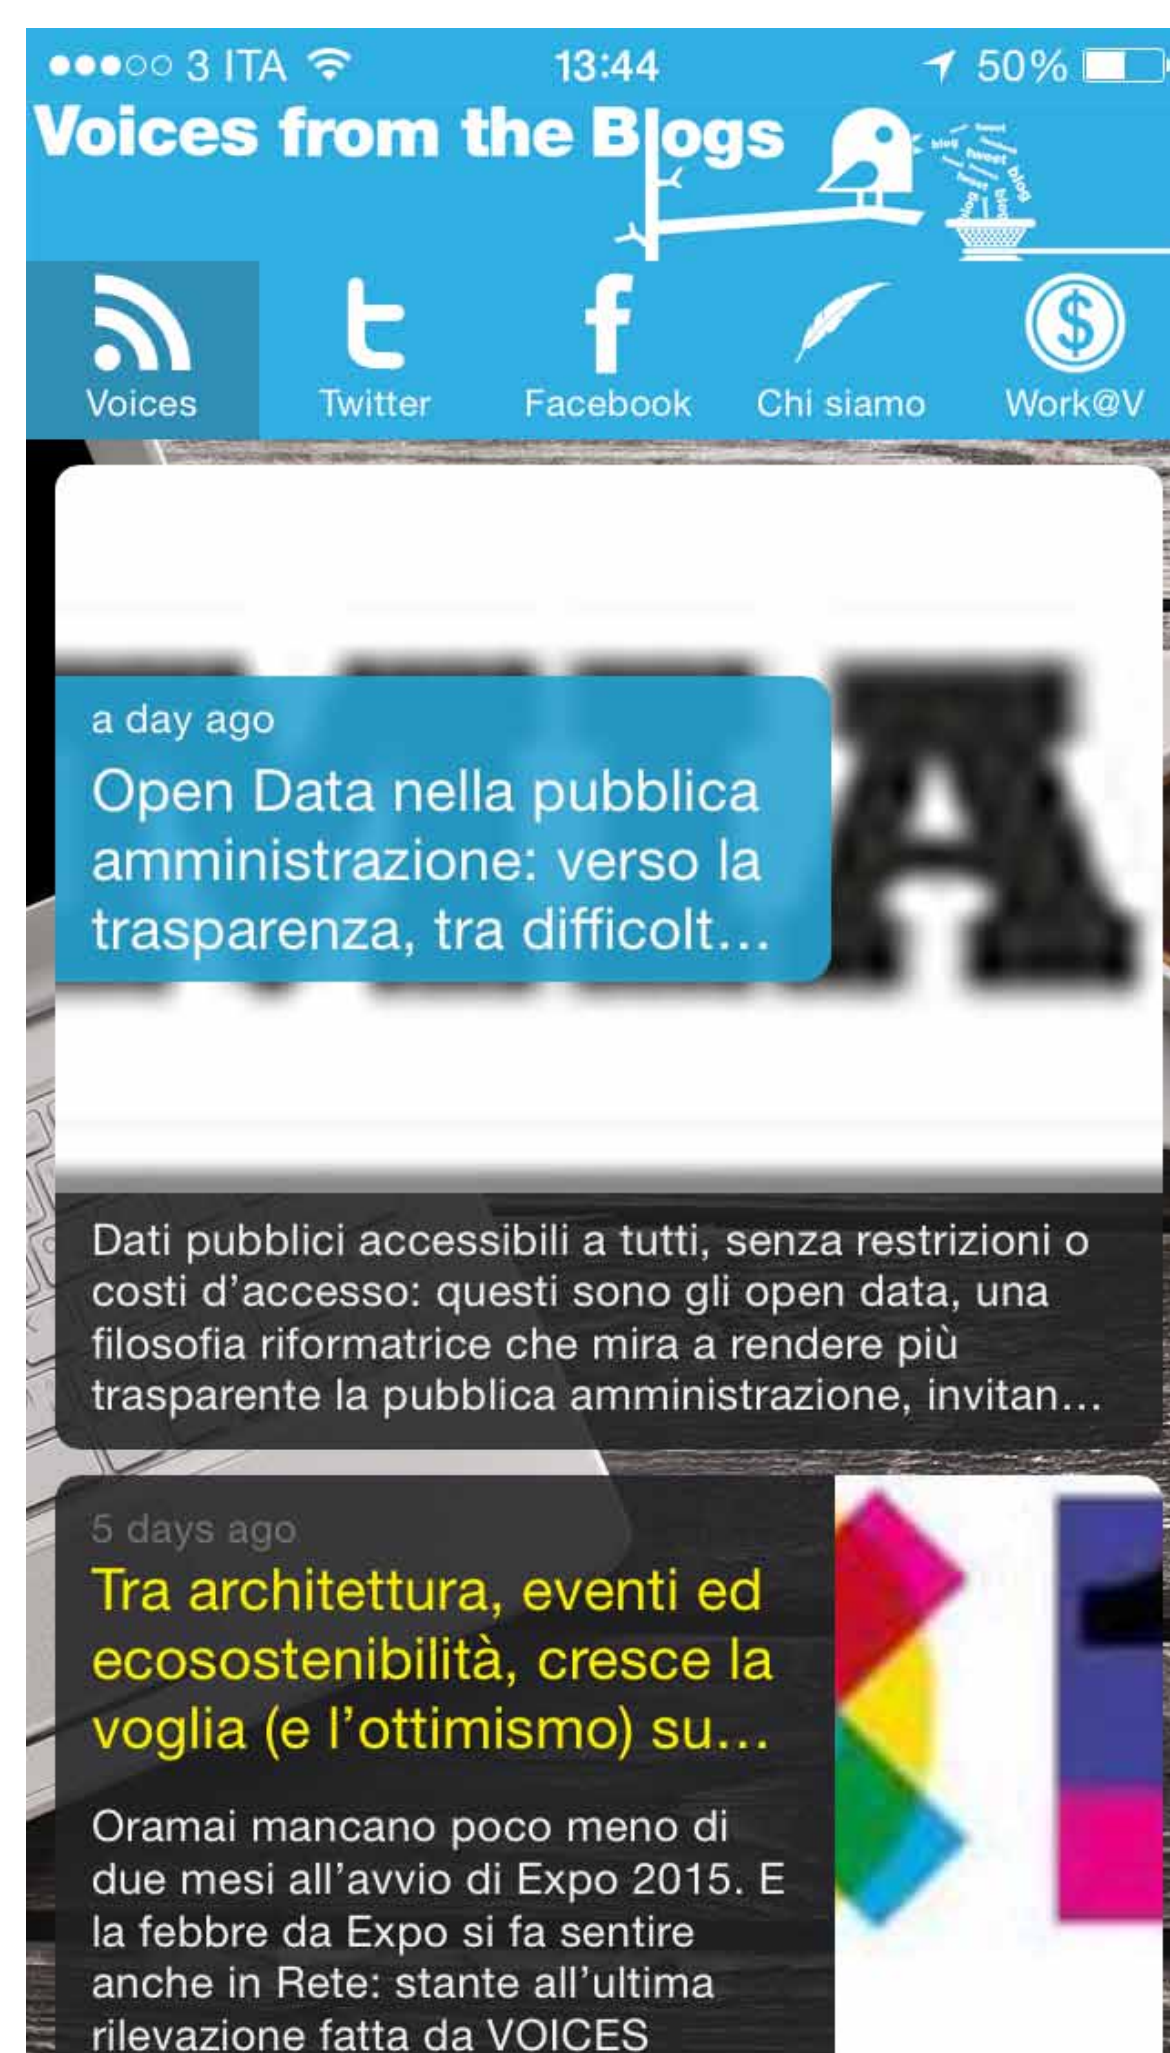 3 ITA 13:44 50%
Voices from the Blogs
blog tweet tweet blog tweet blog blog
Voices Twitter Facebook Chi siamo Work@V
a day ago
Open Data nella pubblica
amministrazione: verso la
trasparenza, tra difficolt...
A
Dati pubblici accessibili a tutti, senza restrizioni o
costi d'accesso: questi sono gli open data, una
filosofia riformatrice che mira a rendere più
trasparente la pubblica amministrazione, invitan...
5 days ago
Tra architettura, eventi ed
ecosostenibilità, cresce la
voglia (e l'ottimismo) su...
Oramai mancano poco meno di
due mesi all'avvio di Expo 2015. E
la febbre da Expo si fa sentire
anche in Rete: stante all'ultima
rilevazione fatta da VOICES